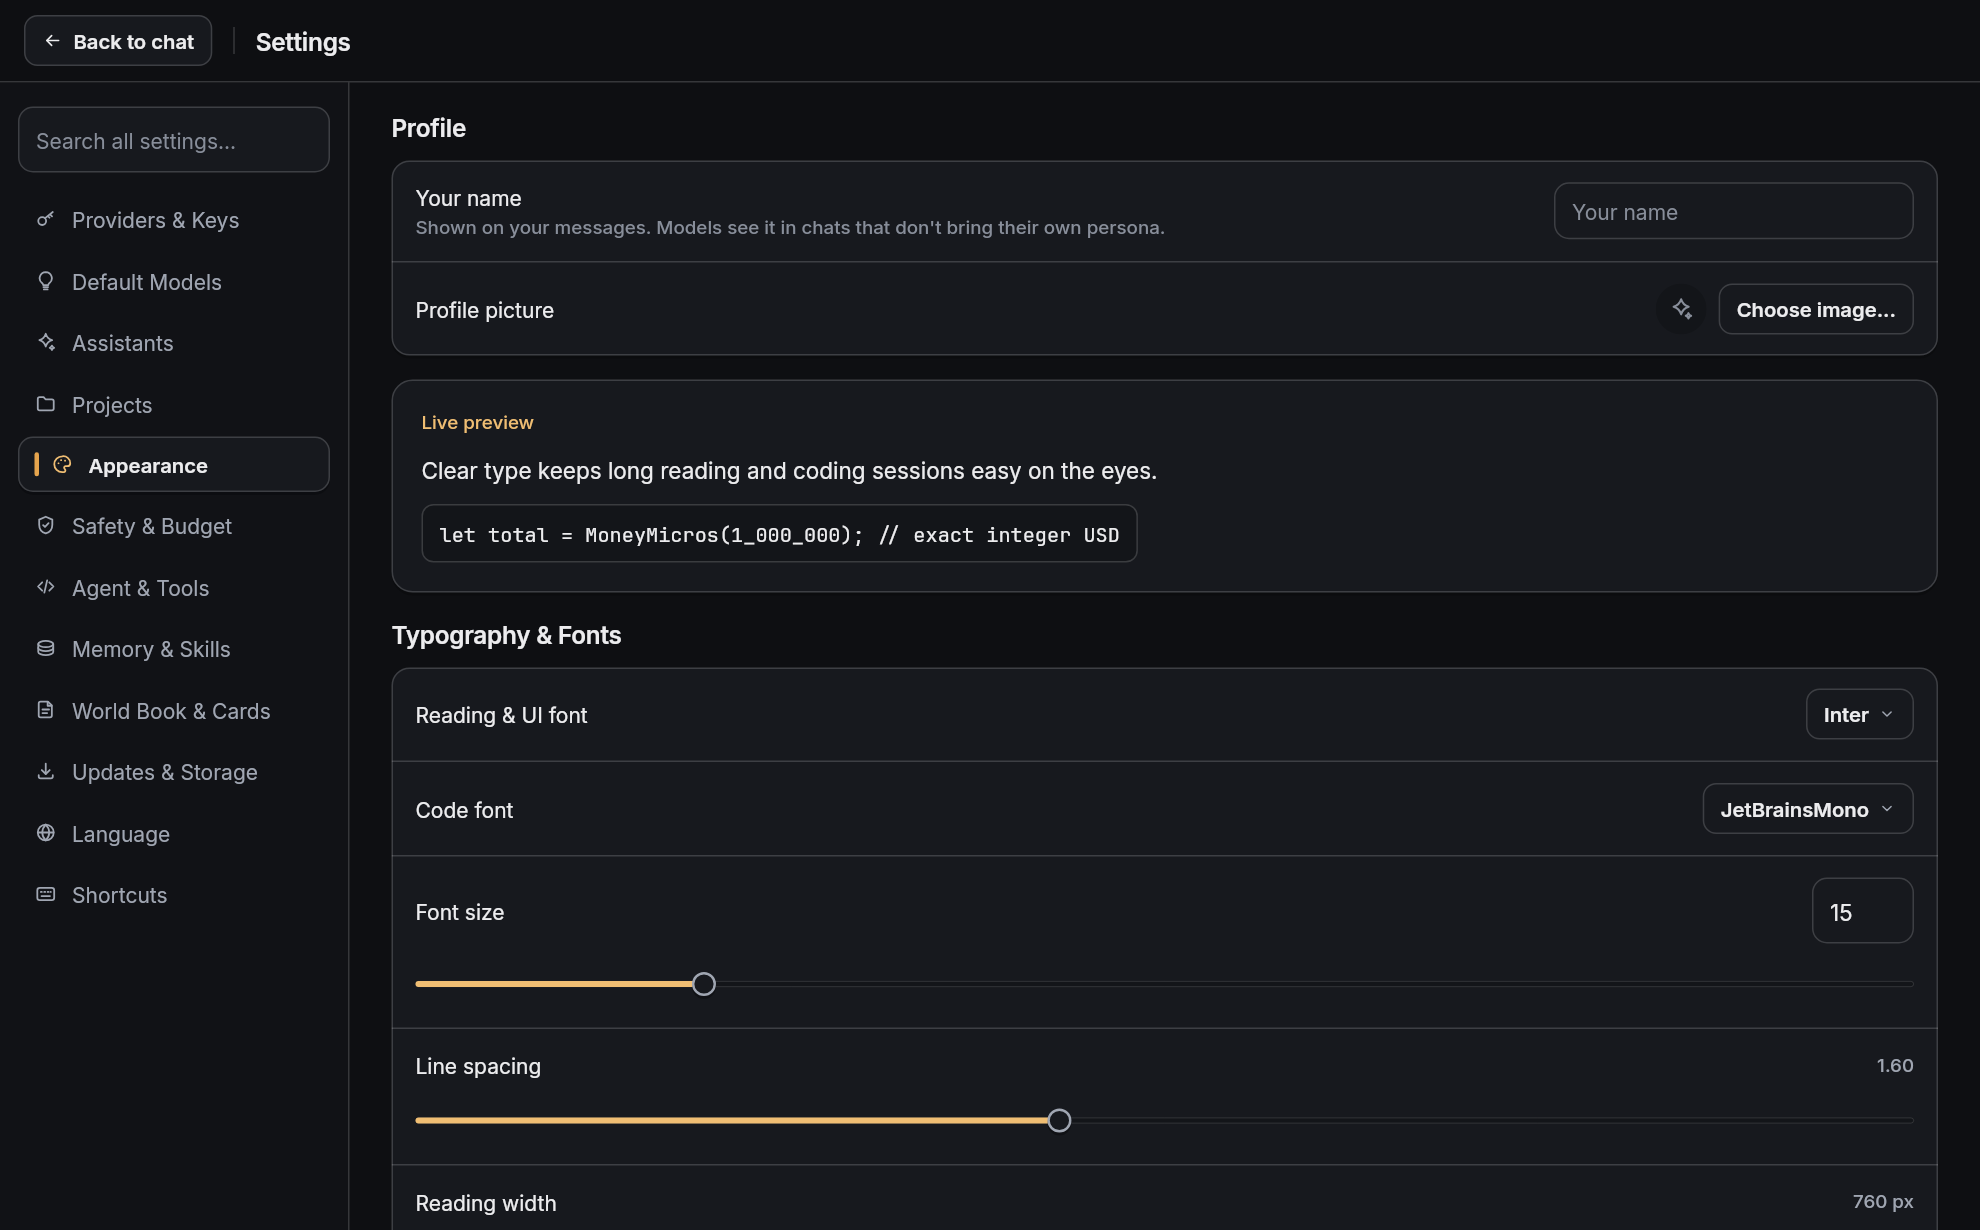 Back to chat
Settings
Search all settings...
Providers & Keys
Default Models
Assistants
Projects
Appearance
Safety & Budget
Agent & Tools
Memory & Skills
World Book & Cards
Updates & Storage
Language
Shortcuts
Profile
Your name
Shown on your messages. Models see it in chats that don't bring their own persona.
Your name
Profile picture
Choose image...
Live preview
Clear type keeps long reading and coding sessions easy on the eyes.
let total = MoneyMicros(1_000_000); // exact integer USD
Typography & Fonts
Reading & UI font
Inter
Code font
JetBrainsMono
Font size
15
Line spacing
1.60
Reading width
760 px